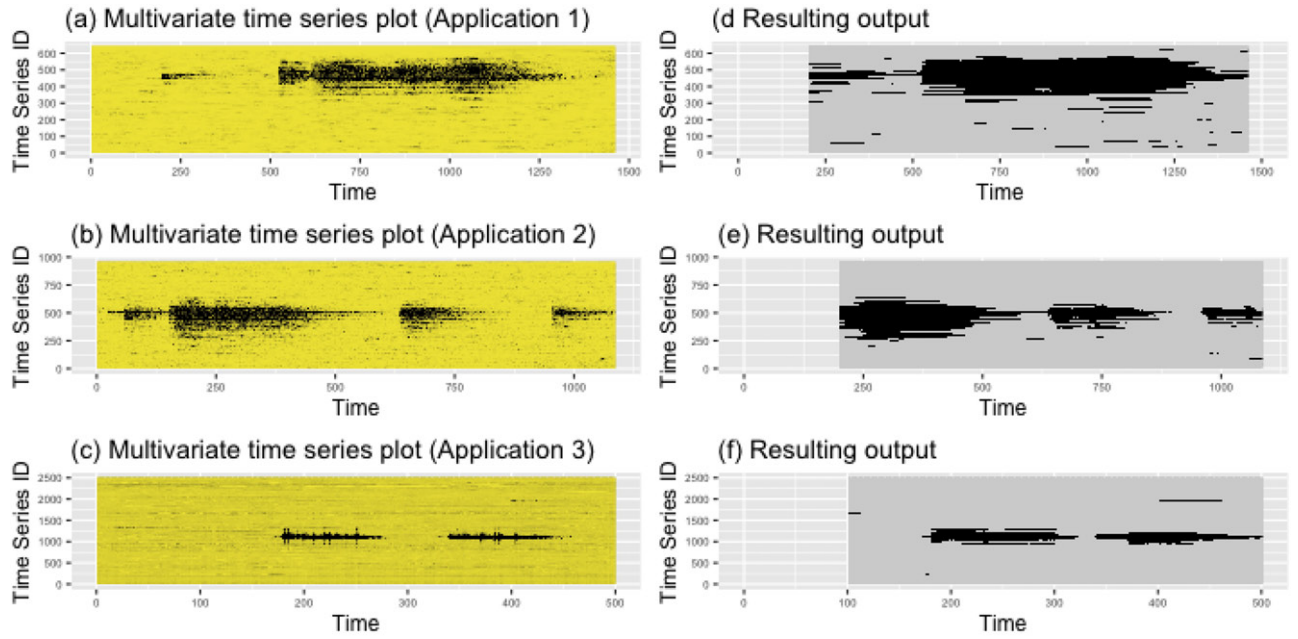 (a) Multivariate time series plot (Application 1)
Time Series ID
600
500
400
300
200
100
0
0 250 500 750 1000 1250 1500
Time
(d) Resulting output
Time Series ID
600
500
400
300
200
100
0
0 250 500 750 1000 1250 1500
Time
(b) Multivariate time series plot (Application 2)
Time Series ID
1000
750
500
250
0
0 250 500 750 1000
Time
(e) Resulting output
Time Series ID
1000
750
500
250
0
0 250 500 750 1000
Time
(c) Multivariate time series plot (Application 3)
Time Series ID
2500
2000
1500
1000
500
0
0 100 200 300 400 500
Time
(f) Resulting output
Time Series ID
2500
2000
1500
1000
500
0
0 100 200 300 400 500
Time